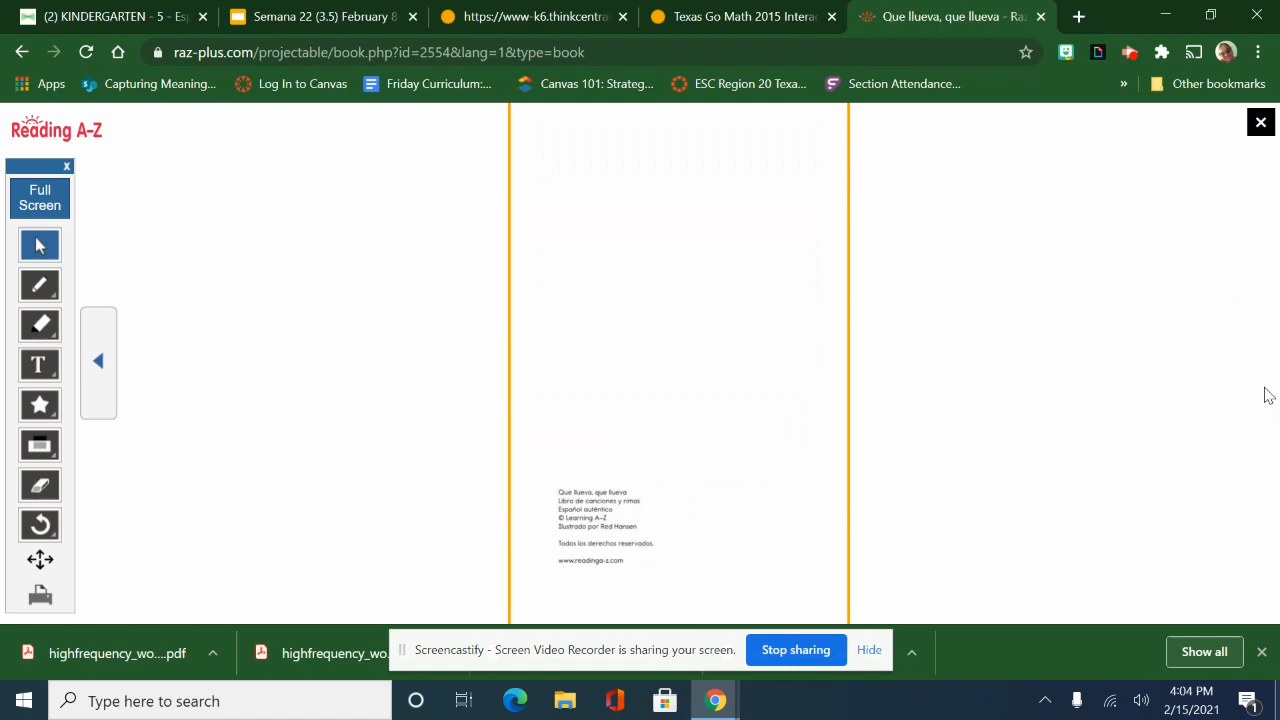 (2) KINDERGARTEN - 5 - Es
Semana 22 (3.5) February 8
https://www-k6.thinkcentral
Texas Go Math 2015 Interac
Que llueva, que llueva - Raz
raz-plus.com/projectable/book.php?id=2554&lang=1&type=book
Apps
Capturing Meaning...
Log In to Canvas
Friday Curriculum:...
Canvas 101: Strateg...
ESC Region 20 Texa...
Section Attendance...
»
Other bookmarks
Reading A-Z
x
Full
Screen
T
Que llueva, que llueva
Libro de canciones y rimas
Español auténtico
© Learning A–Z
Ilustrado por Red Hansen
Todos los derechos reservados.
www.readinga-z.com
highfrequency_wo....pdf
highfrequency_wo.
Screencastify - Screen Video Recorder is sharing your screen.
Stop sharing
Hide
Show all
Type here to search
4:04 PM
2/15/2021
1